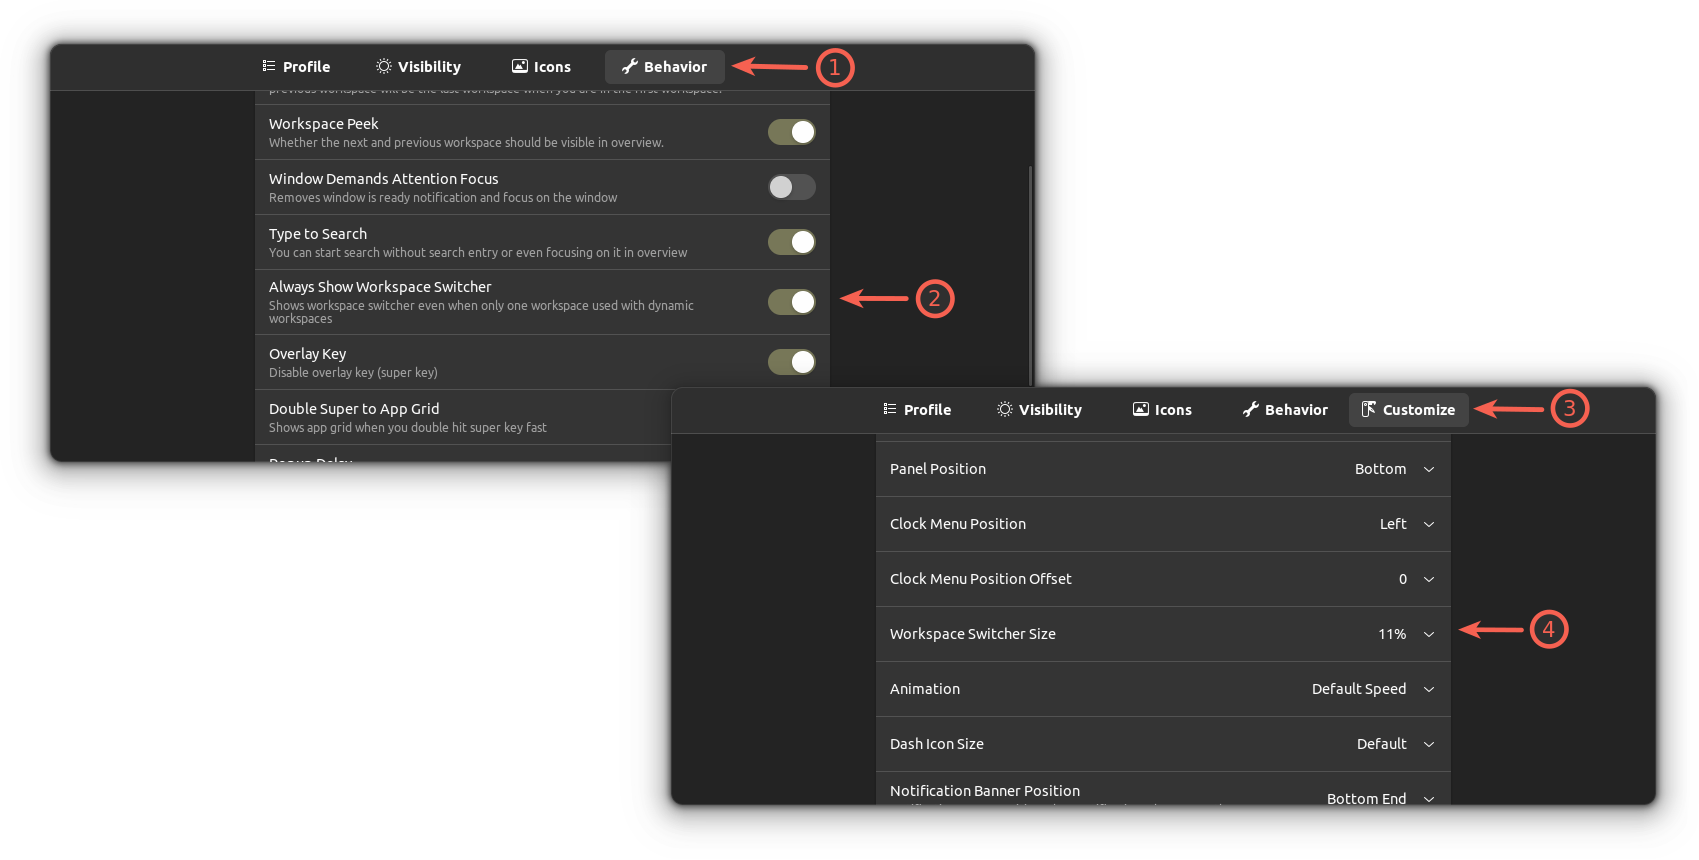 Profile
Visibility
Icons
Behavior
1
previous workspace will be the last workspace when you are in the first workspace.
Workspace Peek
Whether the next and previous workspace should be visible in overview.
Window Demands Attention Focus
Removes window is ready notification and focus on the window
Type to Search
You can start search without search entry or even focusing on it in overview
Always Show Workspace Switcher
Shows workspace switcher even when only one workspace used with dynamic
workspaces
2
Overlay Key
Disable overlay key (super key)
Double Super to App Grid
Shows app grid when you double hit super key fast
Profile
Visibility
Icons
Behavior
Customize
3
Panel Position Bottom
Clock Menu Position Left
Clock Menu Position Offset 0
Workspace Switcher Size 11%
4
Animation Default Speed
Dash Icon Size Default
Notification Banner Position Bottom End